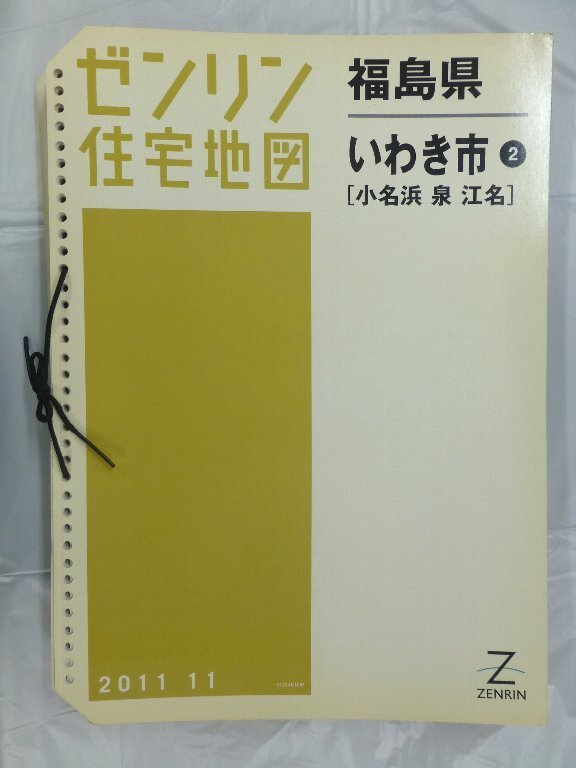 ゼンリン
住宅地図
福島県
いわき市 2
[小名浜 泉 江名]
2011 11
Z
ZENRIN